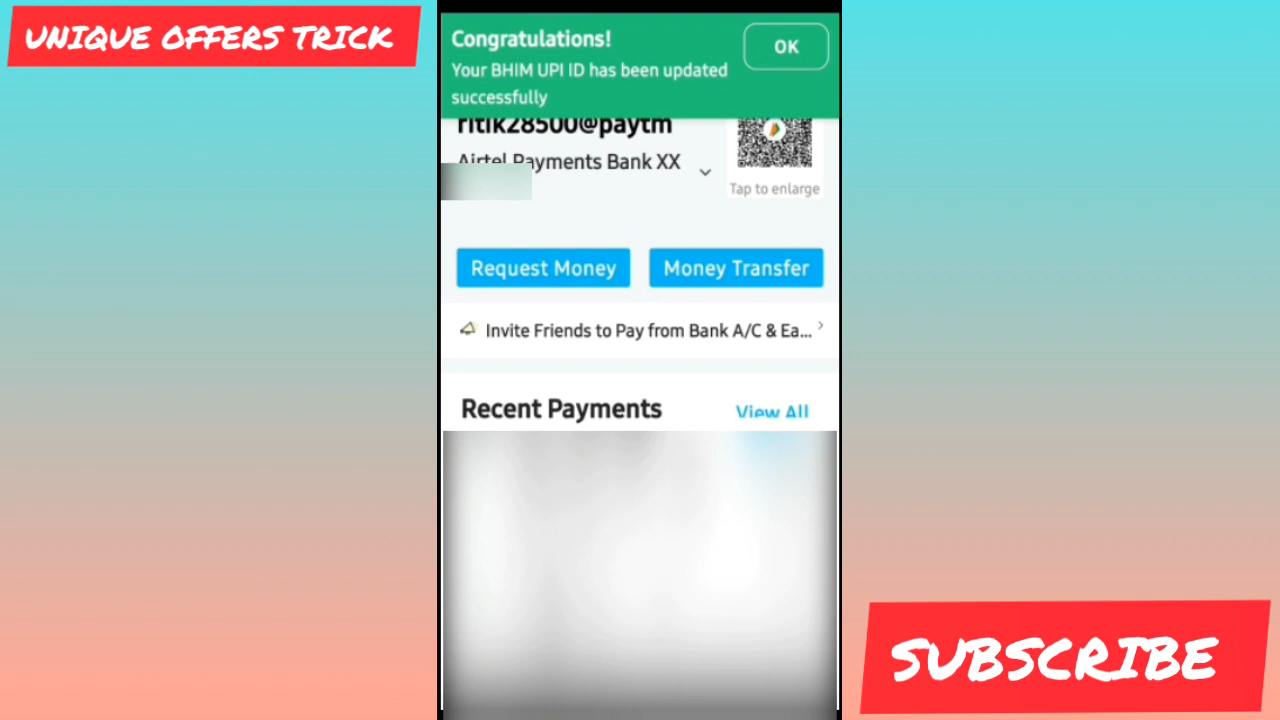 UNIQUE OFFERS TRICK
Congratulations!
OK
Your BHIM UPI ID has been updated
successfully
ritik28500@paytm
Airtel Payments Bank XX
Tap to enlarge
Request Money
Money Transfer
Invite Friends to Pay from Bank A/C & Ea...
Recent Payments
View All
SUBSCRIBE